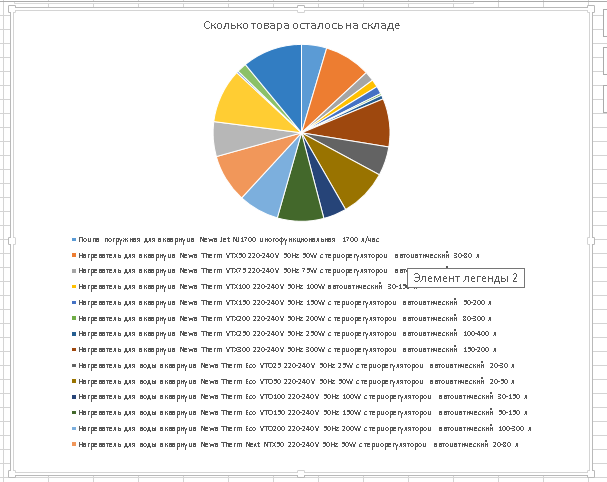 Сколько товара осталось на складе
Помпа погружная для аквариума Newa Jet NJ1700 многофункциональная 1700 л/час
Нагреватель для аквариума Newa Therm VTX50 220-240V 50Hz 50W с терморегулятором автоматический 30-80 л
Нагреватель для аквариума Newa Therm VTX75 220-240V 50Hz 75W с терморегулятором
Нагреватель для аквариума Newa Therm VTX100 220-240V 50Hz 100W автоматический
Элемент легенды 2
Нагреватель для аквариума Newa Therm VTX150 220-240V 50Hz 150W с терморегулятором автоматический 90-200 л
Нагреватель для аквариума Newa Therm VTX200 220-240V 50Hz 200W с терморегулятором автоматический 80-300 л
Нагреватель для аквариума Newa Therm VTX250 220-240V 50Hz 250W с терморегулятором автоматический 100-400 л
Нагреватель для аквариума Newa Therm VTX300 220-240V 50Hz 300W с терморегулятором автоматический 150-200 л
Нагреватель для воды аквариума Newa Therm Eco VTO25 220-240V 50Hz 25W с терморегулятором автоматический 20-30 л
Нагреватель для воды аквариума Newa Therm Eco VTO50 220-240V 50Hz 50W с терморегулятором автоматический 20-50 л
Нагреватель для воды аквариума Newa Therm Eco VTO100 220-240V 50Hz 100W с терморегулятором автоматический 80-150 л
Нагреватель для воды аквариума Newa Therm Eco VTO150 220-240V 50Hz 150W с терморегулятором автоматический 90-150 л
Нагреватель для воды аквариума Newa Therm Eco VTO200 220-240V 50Hz 200W с терморегулятором автоматический 100-300 л
Нагреватель для воды аквариума Newa Therm Next NTX50 220-240V 50Hz 50W с терморегулятором автоматический 20-80 л